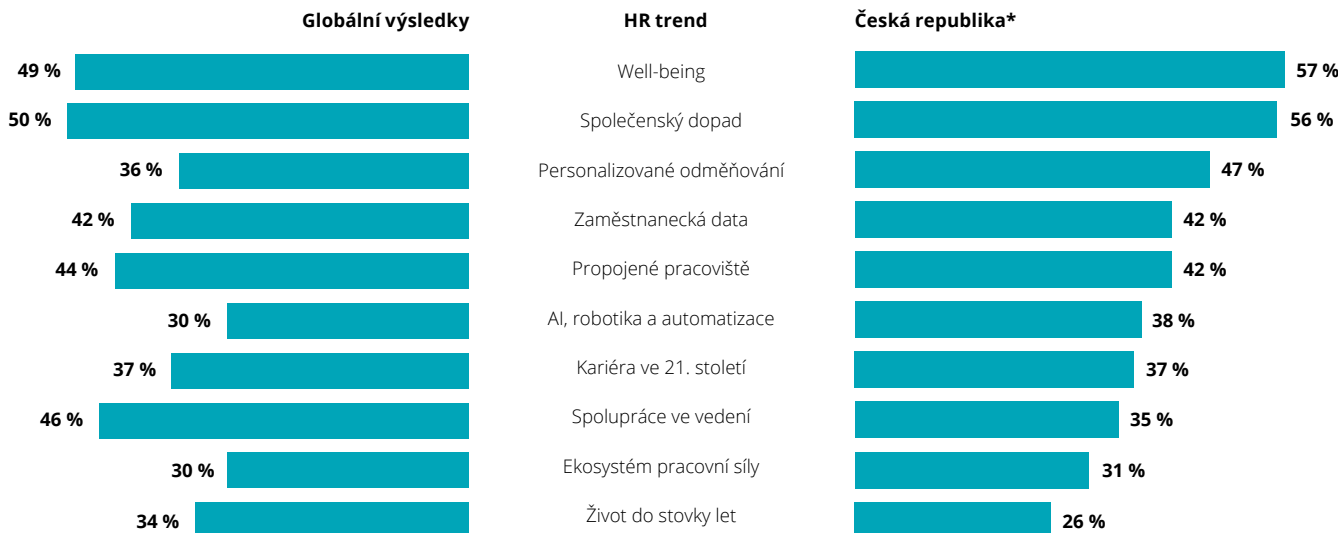 Globální výsledky HR trend Česká republika*
49 % Well-being 57 %
50 % Společenský dopad 56 %
36 % Personalizované odměňování 47 %
42 % Zaměstnanecká data 42 %
44 % Propojené pracoviště 42 %
30 % AI, robotika a automatizace 38 %
37 % Kariéra ve 21. století 37 %
46 % Spolupráce ve vedení 35 %
30 % Ekosystém pracovní síly 31 %
34 % Život do stovky let 26 %